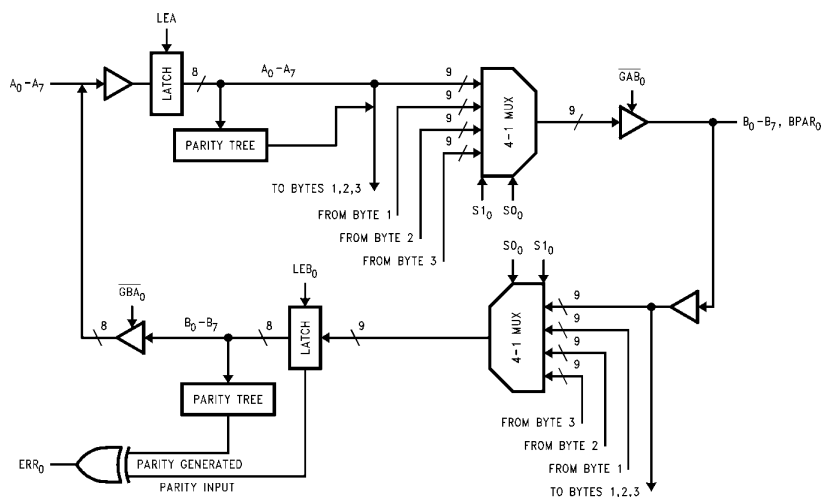 LEA
A₀-A₇
LATCH
8
A₀-A₇
9
9
9
9
4-1 MUX
9
G̅A̅B̅₀
B₀-B₇, BPAR₀
PARITY TREE
TO BYTES 1,2,3
FROM BYTE 1
FROM BYTE 2
FROM BYTE 3
S1₀
S0₀
G̅B̅A̅₀
8
B₀-B₇
8
LEB₀
LATCH
9
S0₀
S1₀
4-1 MUX
9
9
9
9
PARITY TREE
FROM BYTE 3
FROM BYTE 2
FROM BYTE 1
TO BYTES 1,2,3
ERR₀
PARITY GENERATED
PARITY INPUT